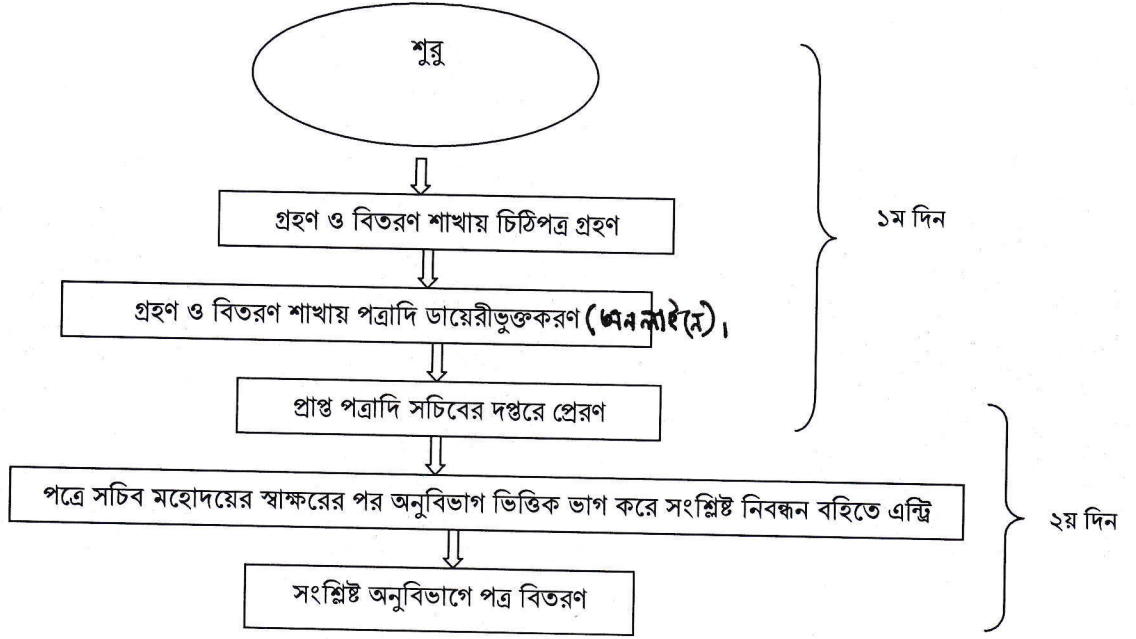 শুরু
গ্রহণ ও বিতরণ শাখায় চিঠিপত্র গ্রহণ
১ম দিন
গ্রহণ ও বিতরণ শাখায় পত্রাদি ডায়েরীভুক্তকরণ (অনলাইনে)।
প্রাপ্ত পত্রাদি সচিবের দপ্তরে প্রেরণ
পত্রে সচিব মহোদয়ের স্বাক্ষরের পর অনুবিভাগ ভিত্তিক ভাগ করে সংশ্লিষ্ট নিবন্ধন বহিতে এন্ট্রি
২য় দিন
সংশ্লিষ্ট অনুবিভাগে পত্র বিতরণ